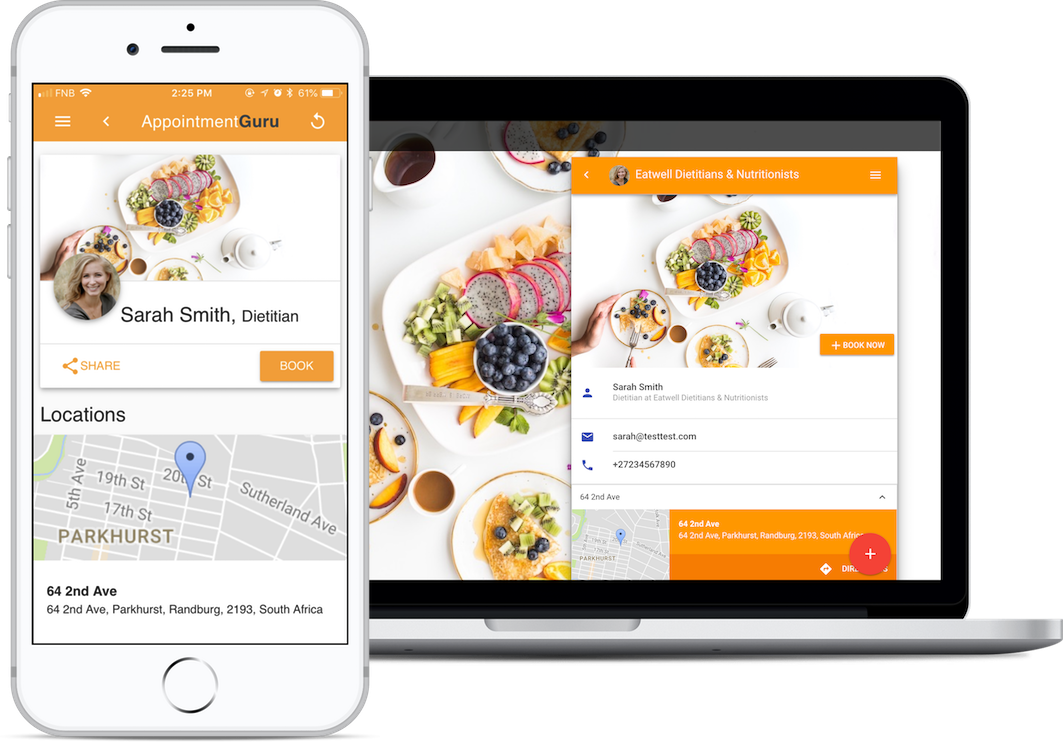 FNB 2:25 PM 61%
AppointmentGuru
Sarah Smith, Dietitian
SHARE BOOK
Locations
5th Ave
19th St
20th St
17th St
Sutherland Ave
PARKHURST
64 2nd Ave
64 2nd Ave, Parkhurst, Randburg, 2193, South Africa
Eatwell Dietitians & Nutritionists
BOOK NOW
Sarah Smith
Dietitian at Eatwell Dietitians & Nutritionists
sarah@testtest.com
+27234567890
64 2nd Ave
PARKHURST
64 2nd Ave
64 2nd Ave, Parkhurst, Randburg, 2193, South